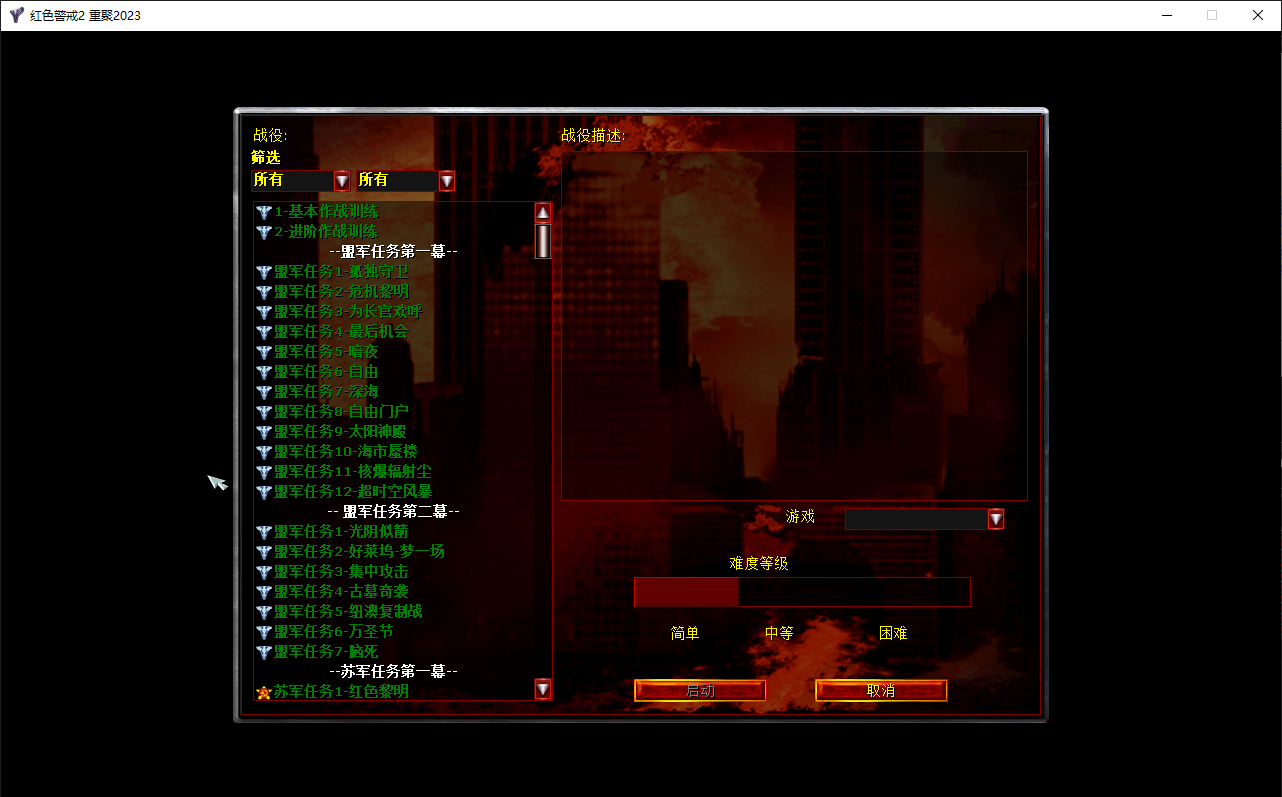 红色警戒2 重聚2023
战役:
筛选
所有
所有
1-基本作战训练
2-进阶作战训练
--盟军任务第一幕--
盟军任务1-孤独守卫
盟军任务2-危机黎明
盟军任务3-为长官欢呼
盟军任务4-最后机会
盟军任务5-暗夜
盟军任务6-自由
盟军任务7-深海
盟军任务8-自由门户
盟军任务9-太阳神殿
盟军任务10-海市蜃楼
盟军任务11-核爆辐射尘
盟军任务12-超时空风暴
-- 盟军任务第二幕--
盟军任务1-光阴似箭
盟军任务2-好莱坞-梦一场
盟军任务3-集中攻击
盟军任务4-古墓奇袭
盟军任务5-纽澳复制战
盟军任务6-万圣节
盟军任务7-脑死
--苏军任务第一幕--
苏军任务1-红色黎明
战役描述:
游戏
难度等级
简单
中等
困难
启动
取消